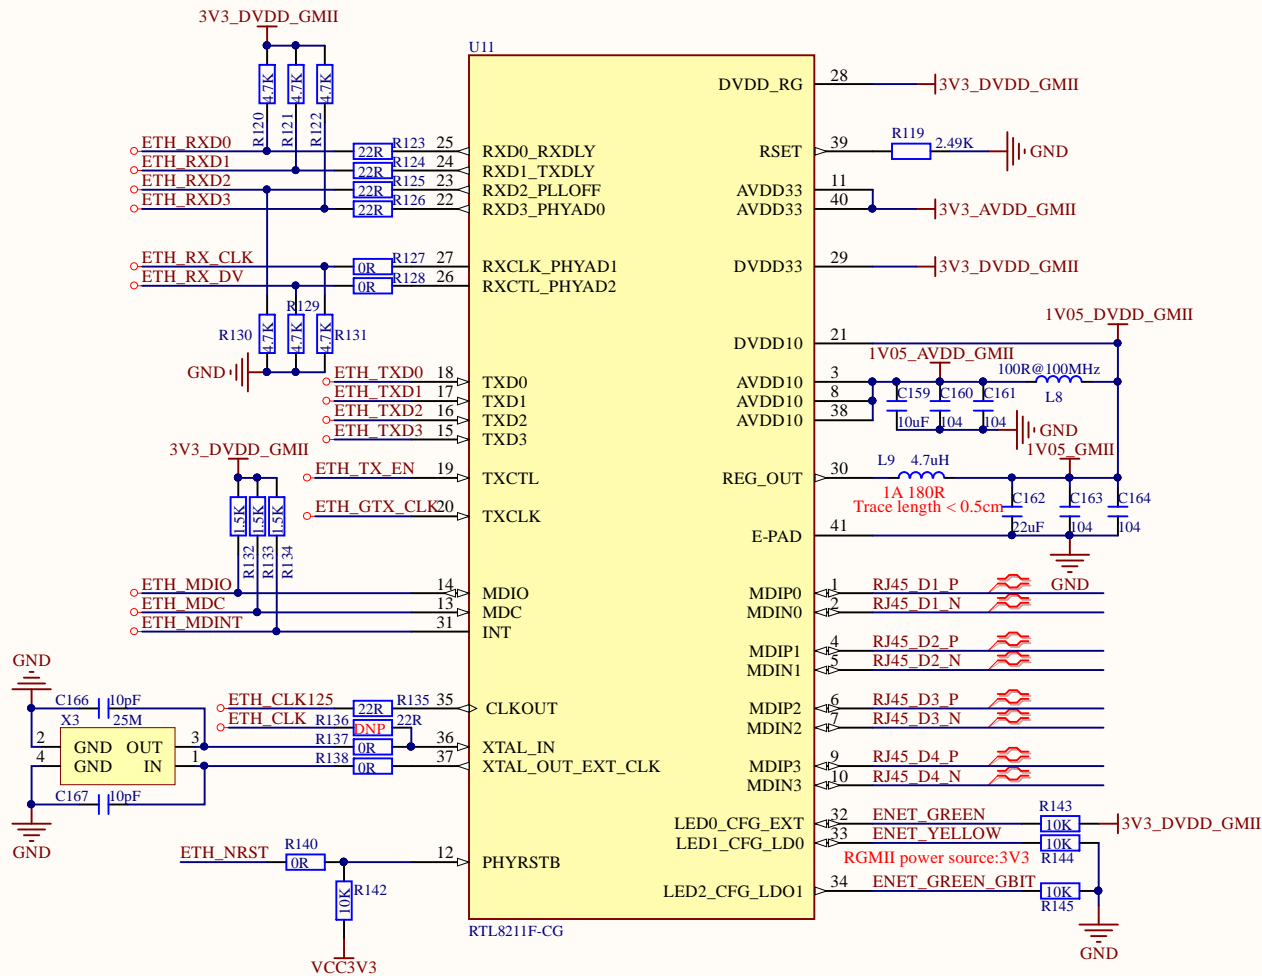 3V3_DVDD_GMII
4.7K
4.7K
4.7K
R120
R121
R122
ETH_RXD0
22R
R123
25
ETH_RXD1
22R
R124
24
ETH_RXD2
22R
R125
23
ETH_RXD3
22R
R126
22
ETH_RX_CLK
0R
R127
27
ETH_RX_DV
0R
R128
26
R130
4.7K
R129
4.7K
4.7K
R131
GND
ETH_TXD0
18
ETH_TXD1
17
ETH_TXD2
16
ETH_TXD3
15
3V3_DVDD_GMII
ETH_TX_EN
19
ETH_GTX_CLK
20
1.5K
1.5K
1.5K
R132
R133
R134
ETH_MDIO
14
ETH_MDC
13
ETH_MDINT
31
GND
C166
10pF
X3
25M
2
GND
OUT
3
4
GND
IN
1
C167
10pF
GND
ETH_CLK125
22R
R135
35
ETH_CLK
R136
DNP
22R
R137
0R
36
R138
0R
37
ETH_NRST
R140
0R
12
10K
R142
VCC3V3
U11
RXD0_RXDLY
RXD1_TXDLY
RXD2_PLLOFF
RXD3_PHYAD0
RXCLK_PHYAD1
RXCTL_PHYAD2
TXD0
TXD1
TXD2
TXD3
TXCTL
TXCLK
MDIO
MDC
INT
CLKOUT
XTAL_IN
XTAL_OUT_EXT_CLK
PHYRSTB
RTL8211F-CG
DVDD_RG
28
3V3_DVDD_GMII
RSET
39
R119
2.49K
GND
AVDD33
11
AVDD33
40
3V3_AVDD_GMII
DVDD33
29
3V3_DVDD_GMII
1V05_DVDD_GMII
DVDD10
21
1V05_AVDD_GMII
100R@100MHz
L8
AVDD10
3
AVDD10
8
AVDD10
38
C159
10uF
C160
104
C161
104
GND
1V05_GMII
REG_OUT
30
L9
4.7uH
1A 180R
Trace length < 0.5cm
C162
22uF
C163
104
C164
104
E-PAD
41
GND
MDIP0
1
RJ45_D1_P
MDIN0
2
RJ45_D1_N
MDIP1
4
RJ45_D2_P
MDIN1
5
RJ45_D2_N
MDIP2
6
RJ45_D3_P
MDIN2
7
RJ45_D3_N
MDIP3
9
RJ45_D4_P
MDIN3
10
RJ45_D4_N
LED0_CFG_EXT
32
ENET_GREEN
R143
10K
3V3_DVDD_GMII
LED1_CFG_LD0
33
ENET_YELLOW
10K
R144
RGMII power source:3V3
LED2_CFG_LDO1
34
ENET_GREEN_GBIT
10K
R145
GND